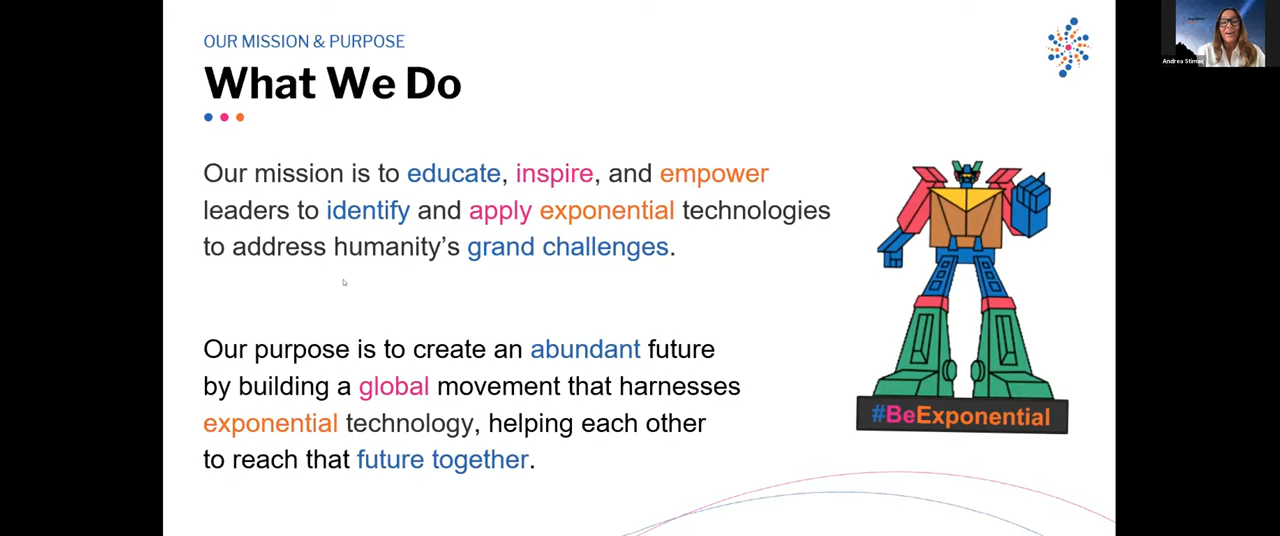 OUR MISSION & PURPOSE
What We Do
Our mission is to educate, inspire, and empower
leaders to identify and apply exponential technologies
to address humanity’s grand challenges.
Our purpose is to create an abundant future
by building a global movement that harnesses
exponential technology, helping each other
to reach that future together.
#BeExponential
Andrea Stimac